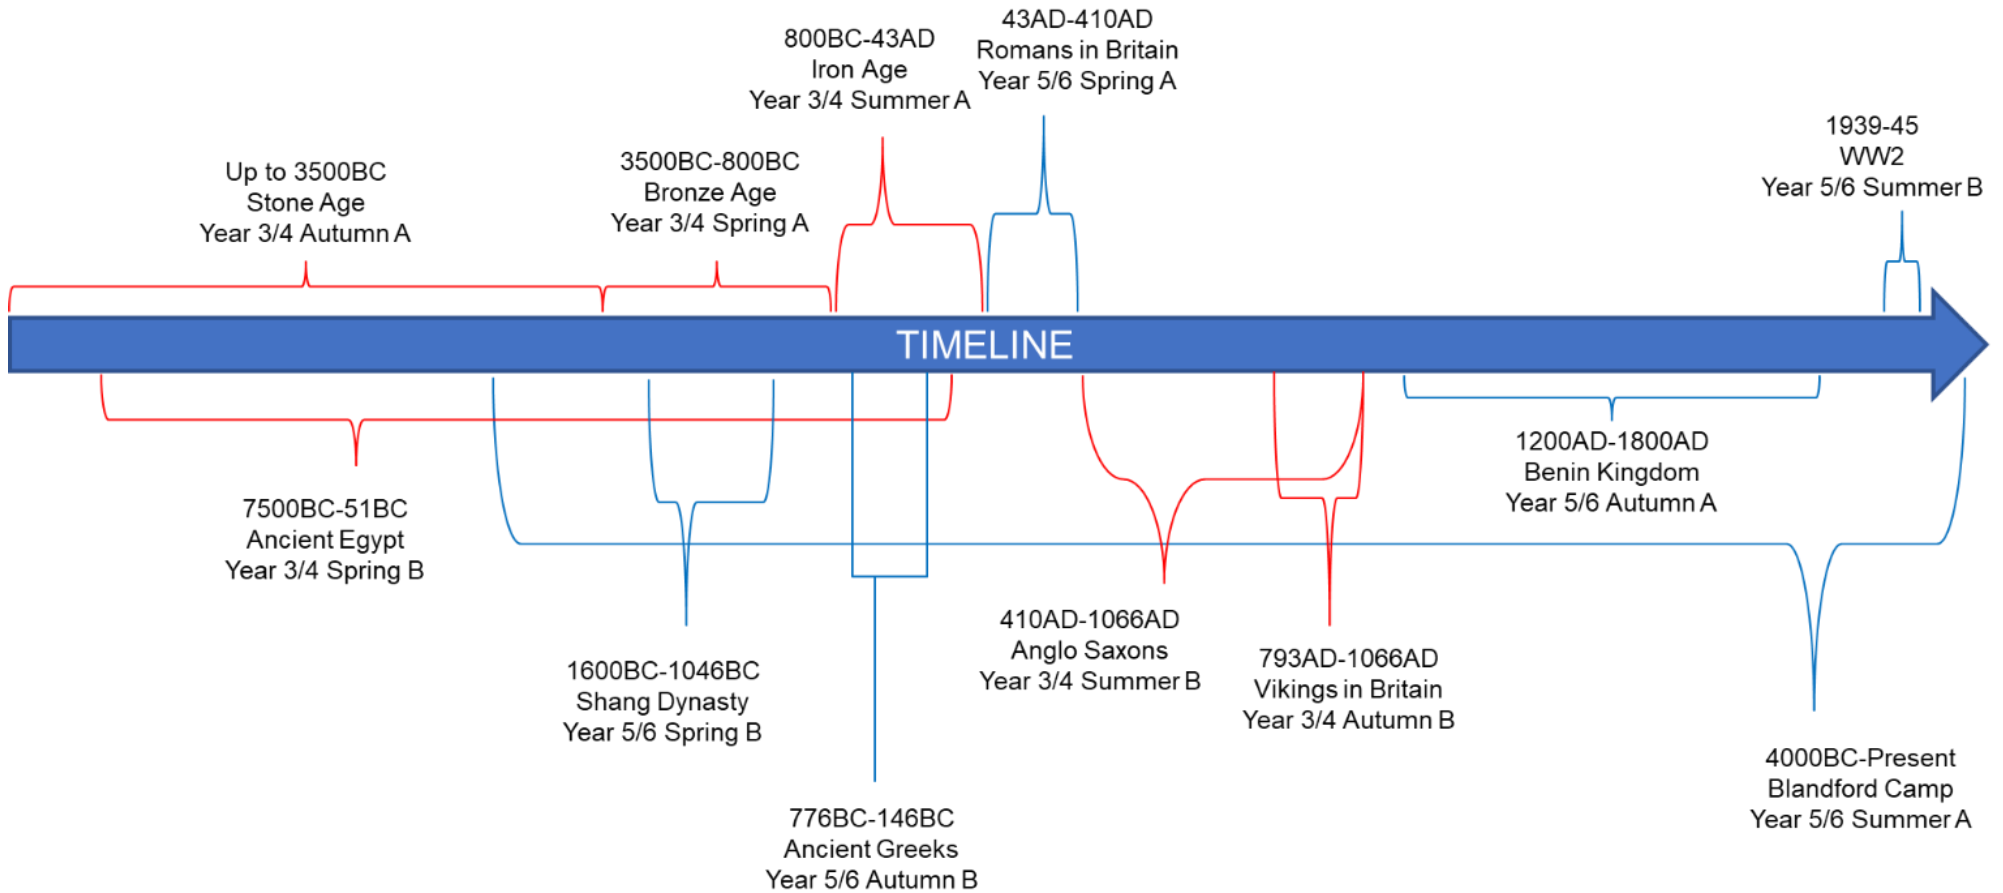 43AD-410AD
Romans in Britain
Year 5/6 Spring A
800BC-43AD
Iron Age
Year 3/4 Summer A
1939-45
WW2
Year 5/6 Summer B
3500BC-800BC
Bronze Age
Year 3/4 Spring A
Up to 3500BC
Stone Age
Year 3/4 Autumn A
TIMELINE
1200AD-1800AD
Benin Kingdom
Year 5/6 Autumn A
7500BC-51BC
Ancient Egypt
Year 3/4 Spring B
410AD-1066AD
Anglo Saxons
Year 3/4 Summer B
793AD-1066AD
Vikings in Britain
Year 3/4 Autumn B
1600BC-1046BC
Shang Dynasty
Year 5/6 Spring B
4000BC-Present
Blandford Camp
Year 5/6 Summer A
776BC-146BC
Ancient Greeks
Year 5/6 Autumn B